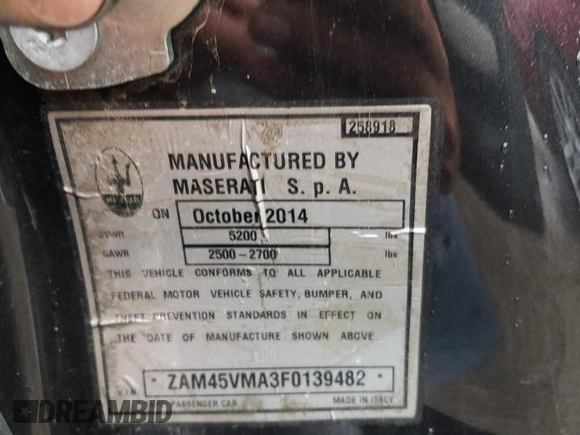 258918
MASERATI
MANUFACTURED BY
MASERATI S. p. A.
ON October 2014
GVWR 5200 lbs
GAWR 2500-2700 lbs
THIS VEHICLE CONFORMS TO ALL APPLICABLE
FEDERAL MOTOR VEHICLE SAFETY, BUMPER, AND
THEFT PREVENTION STANDARDS IN EFFECT ON
THE DATE OF MANUFACTURE SHOWN ABOVE
VIN * ZAM45VMA3F0139482 *
PASSENGER CAR MADE IN ITALY
DREAMBID